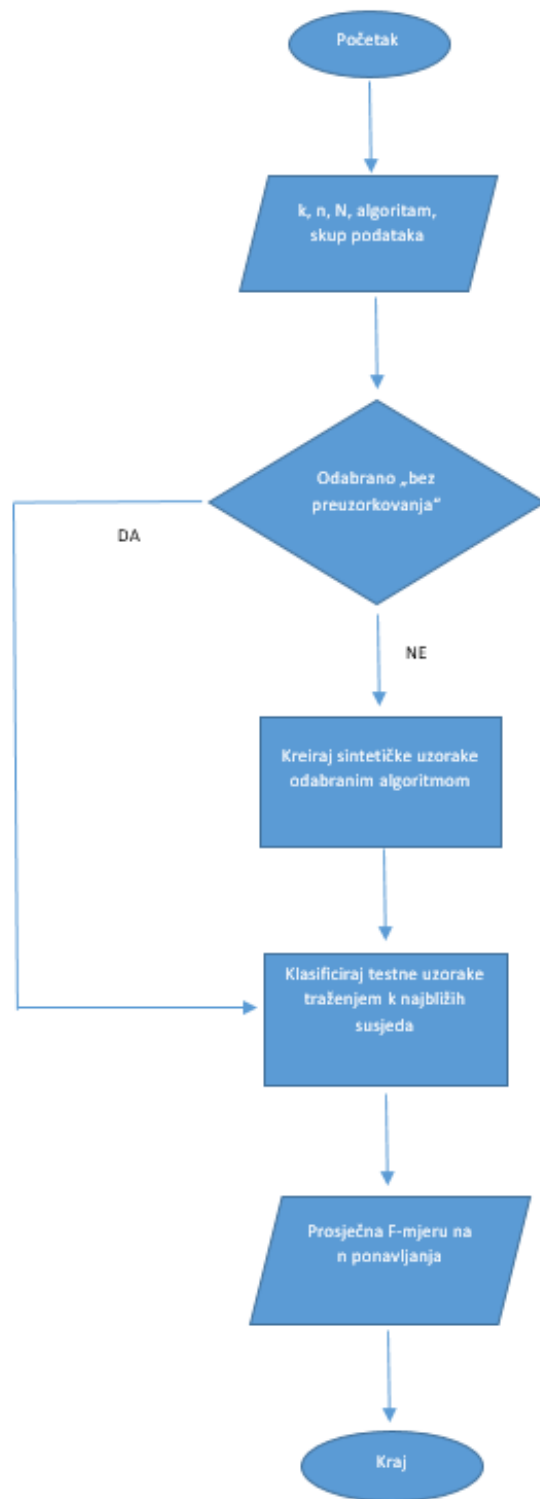 Početak
k, n, N, algoritam,
skup podataka
Odabrano „bez
preuzorkovanja“
DA
NE
Kreiraj sintetičke uzorake
odabranim algoritmom
Klasificiraj testne uzorake
traženjem k najbližih
susjeda
Prosječna F-mjeru na
n ponavljanja
Kraj